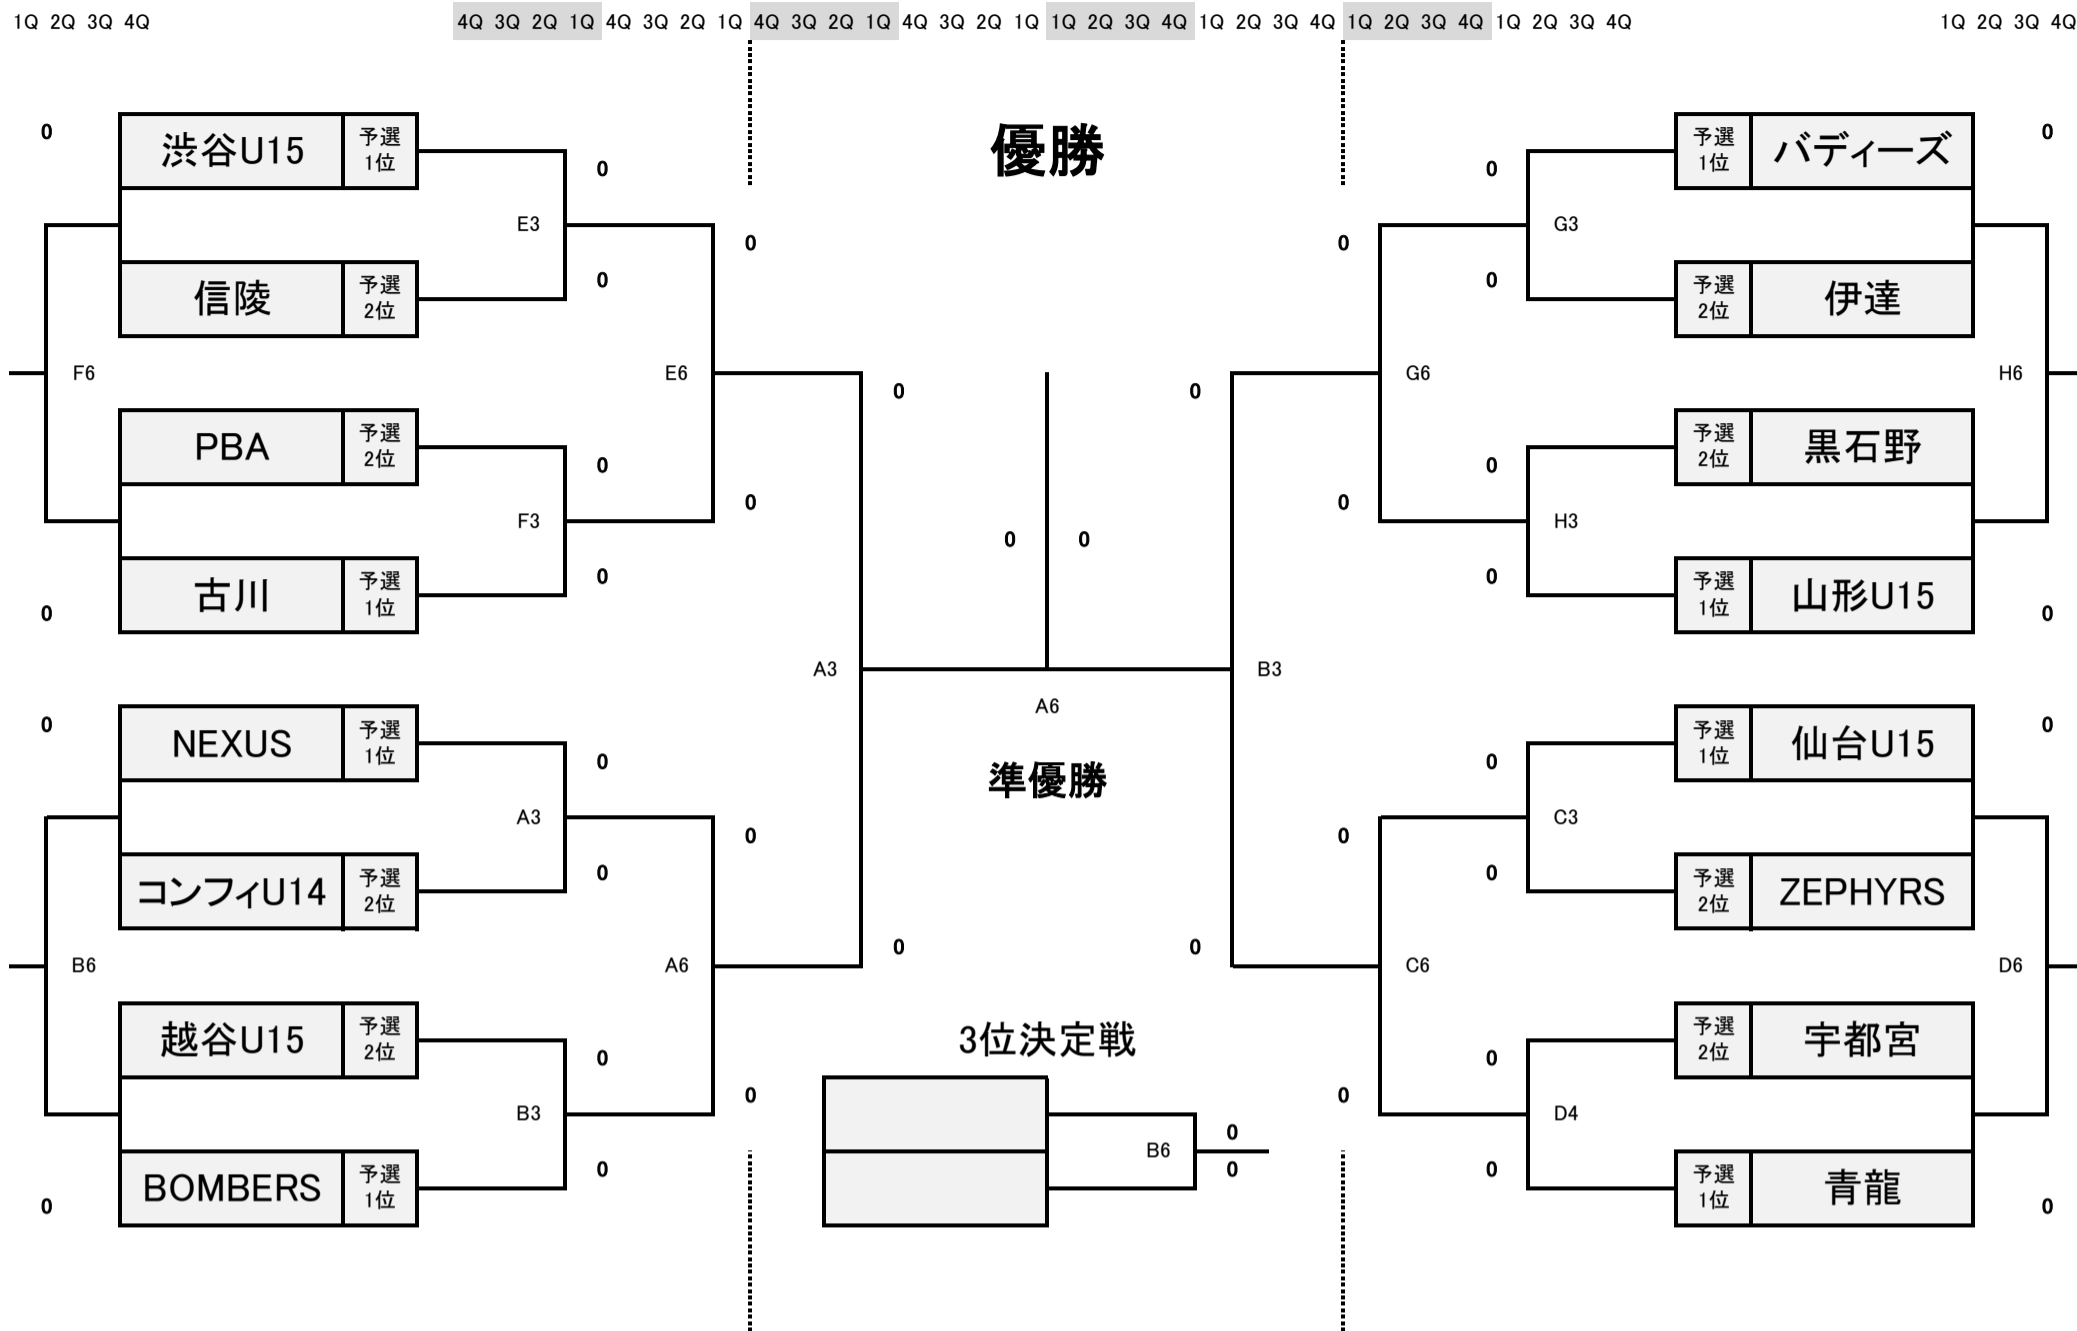 1Q 2Q 3Q 4Q 4Q 3Q 2Q 1Q 4Q 3Q 2Q 1Q 4Q 3Q 2Q 1Q 4Q 3Q 2Q 1Q 1Q 2Q 3Q 4Q 1Q 2Q 3Q 4Q 1Q 2Q 3Q 4Q 1Q 2Q 3Q 4Q 1Q 2Q 3Q 4Q
0 渋谷U15 予選 1位 0 優勝 0 予選 1位 バディーズ 0
E3 0 0 G3
信陵 予選 2位 0 0 予選 2位 伊達
F6 E6 0 0 G6 H6
PBA 予選 2位 0 0 予選 2位 黒石野
F3 0 0 0 0 H3
0 古川 予選 1位 0 0 予選 1位 山形U15 0
A3 B3
A6
0 NEXUS 予選 1位 0 準優勝 0 予選 1位 仙台U15 0
A3 0 0 C3
コンフィU14 予選 2位 0 0 予選 2位 ZEPHYRS
B6 A6 0 0 C6 D6
越谷U15 予選 2位 0 3位決定戦 0 予選 2位 宇都宮
B3 0 0 0 D4
B6
0 BOMBERS 予選 1位 0 0 0 予選 1位 青龍 0